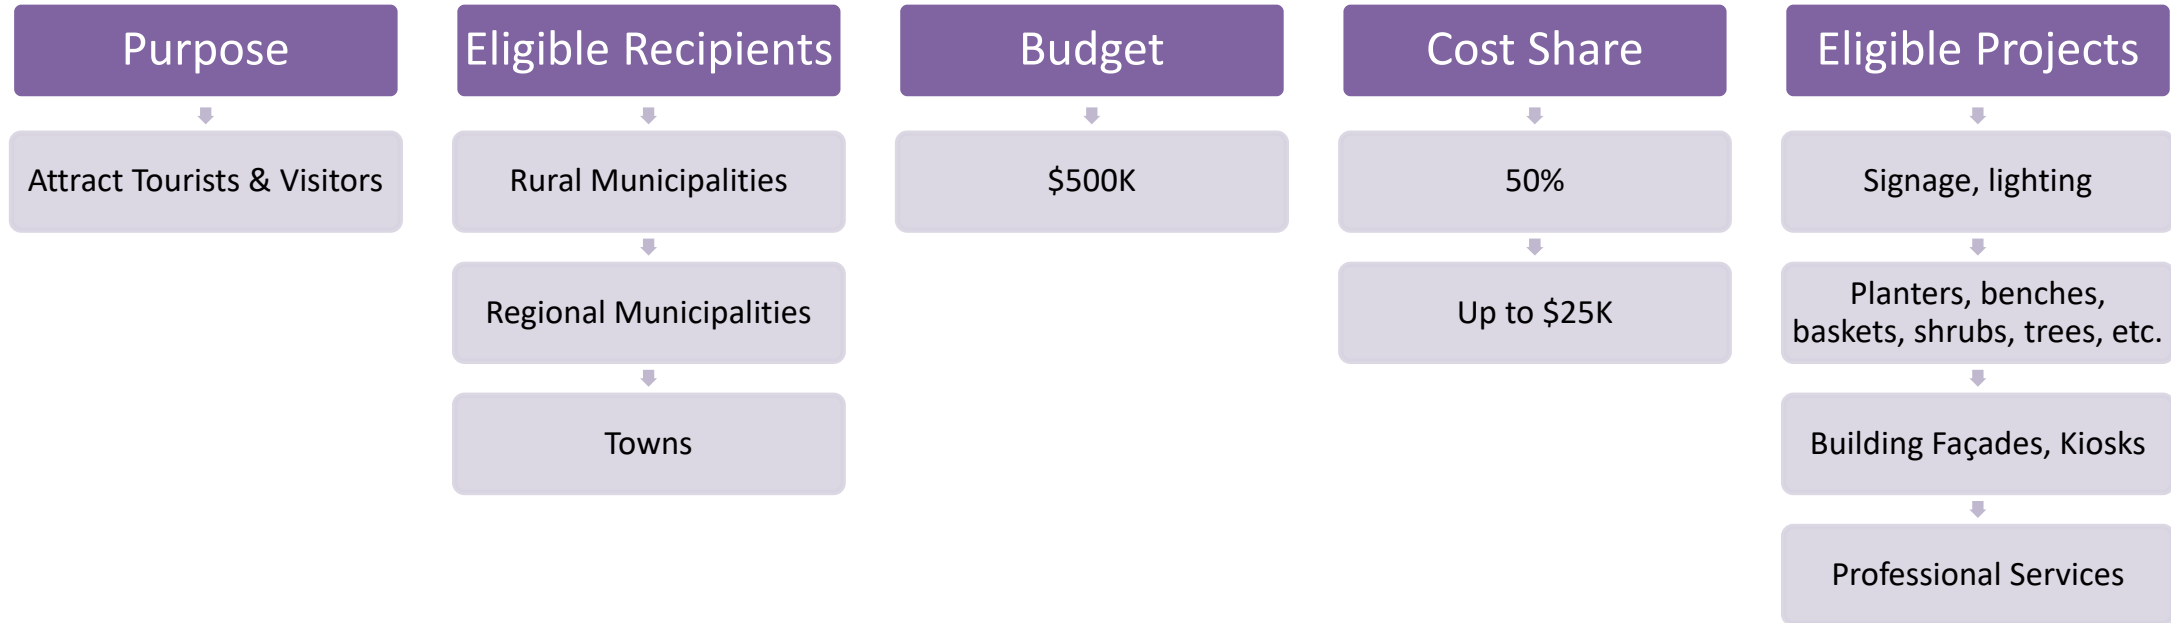 Purpose
Attract Tourists & Visitors
Eligible Recipients
Rural Municipalities
Regional Municipalities
Towns
Budget
$500K
Cost Share
50%
Up to $25K
Eligible Projects
Signage, lighting
Planters, benches,
baskets, shrubs, trees, etc.
Building Façades, Kiosks
Professional Services